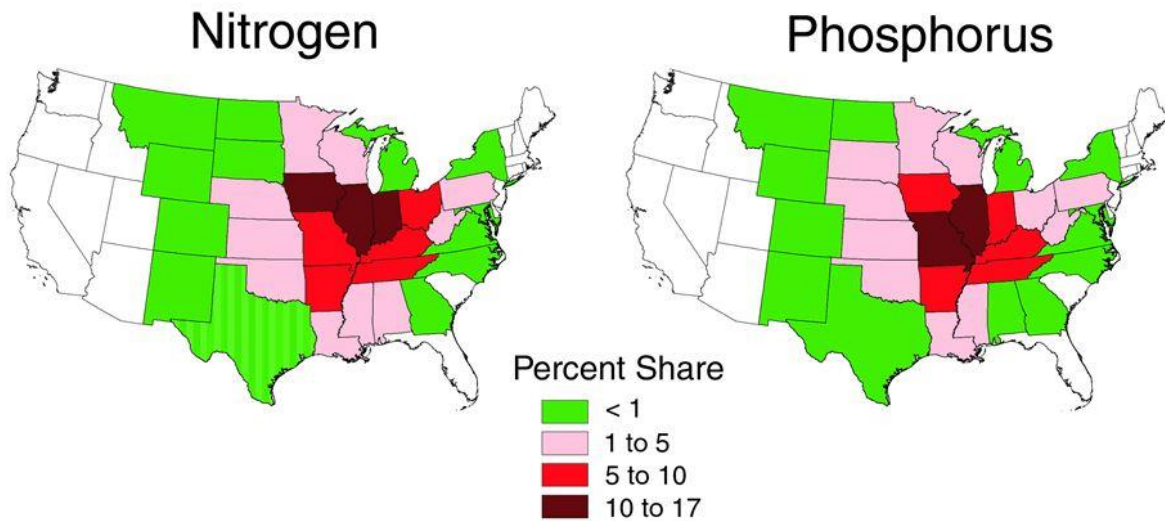 Nitrogen
Phosphorus
Percent Share
< 1
1 to 5
5 to 10
10 to 17